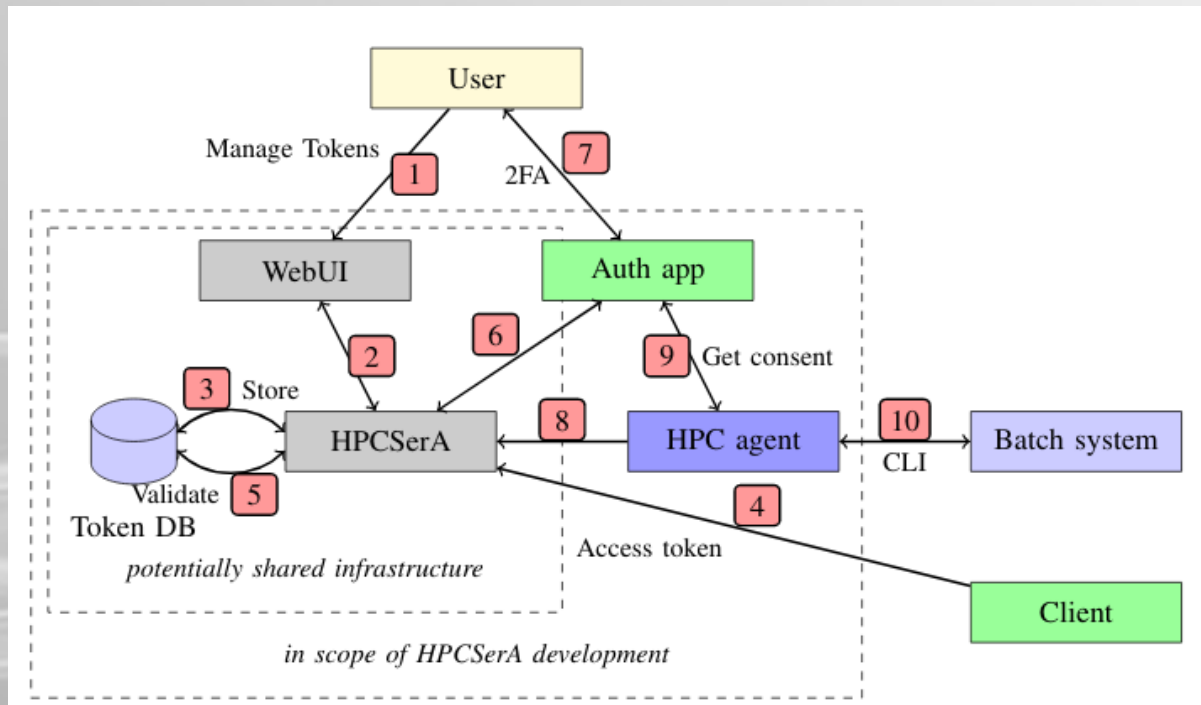 User
Manage Tokens
1
7
2FA
WebUI
Auth app
2
6
9
Get consent
3
Store
HPCSerA
8
HPC agent
10
CLI
Batch system
Validate
5
Token DB
4
Access token
potentially shared infrastructure
Client
in scope of HPCSerA development